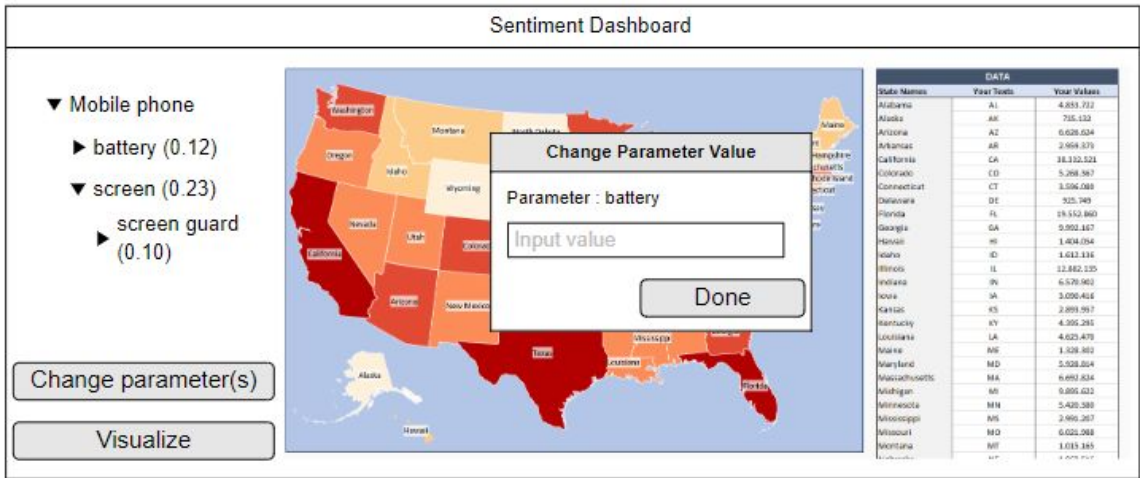 Sentiment Dashboard
▼ Mobile phone
▶ battery (0.12)
▼ screen (0.23)
▶ screen guard
(0.10)
Change parameter(s)
Visualize
Washington
Montana
Oregon
Idaho
Wyoming
Nevada
Utah
California
Arizona
New Mexico
Texas
Alaska
Hawaii
Louisiana
Mississippi
Florida
Maine
Change Parameter Value
Parameter : battery
Input value
Done
DATA
State Names Your Texts Your Values
Alabama AL 4.833.722
Alaska AK 735.132
Arizona AZ 6.626.624
Arkansas AR 2.959.373
California CA 38.332.521
Colorado CO 5.268.367
Connecticut CT 3.596.080
Delaware DE 925.749
Florida FL 19.552.860
Georgia GA 9.992.167
Hawaii HI 1.404.054
Idaho ID 1.612.136
Illinois IL 12.882.135
Indiana IN 6.570.902
Iowa IA 3.090.416
Kansas KS 2.893.957
Kentucky KY 4.395.295
Louisiana LA 4.625.470
Maine ME 1.328.302
Maryland MD 5.928.814
Massachusetts MA 6.692.824
Michigan MI 9.895.622
Minnesota MN 5.420.380
Mississippi MS 2.991.207
Missouri MO 6.021.988
Montana MT 1.015.165